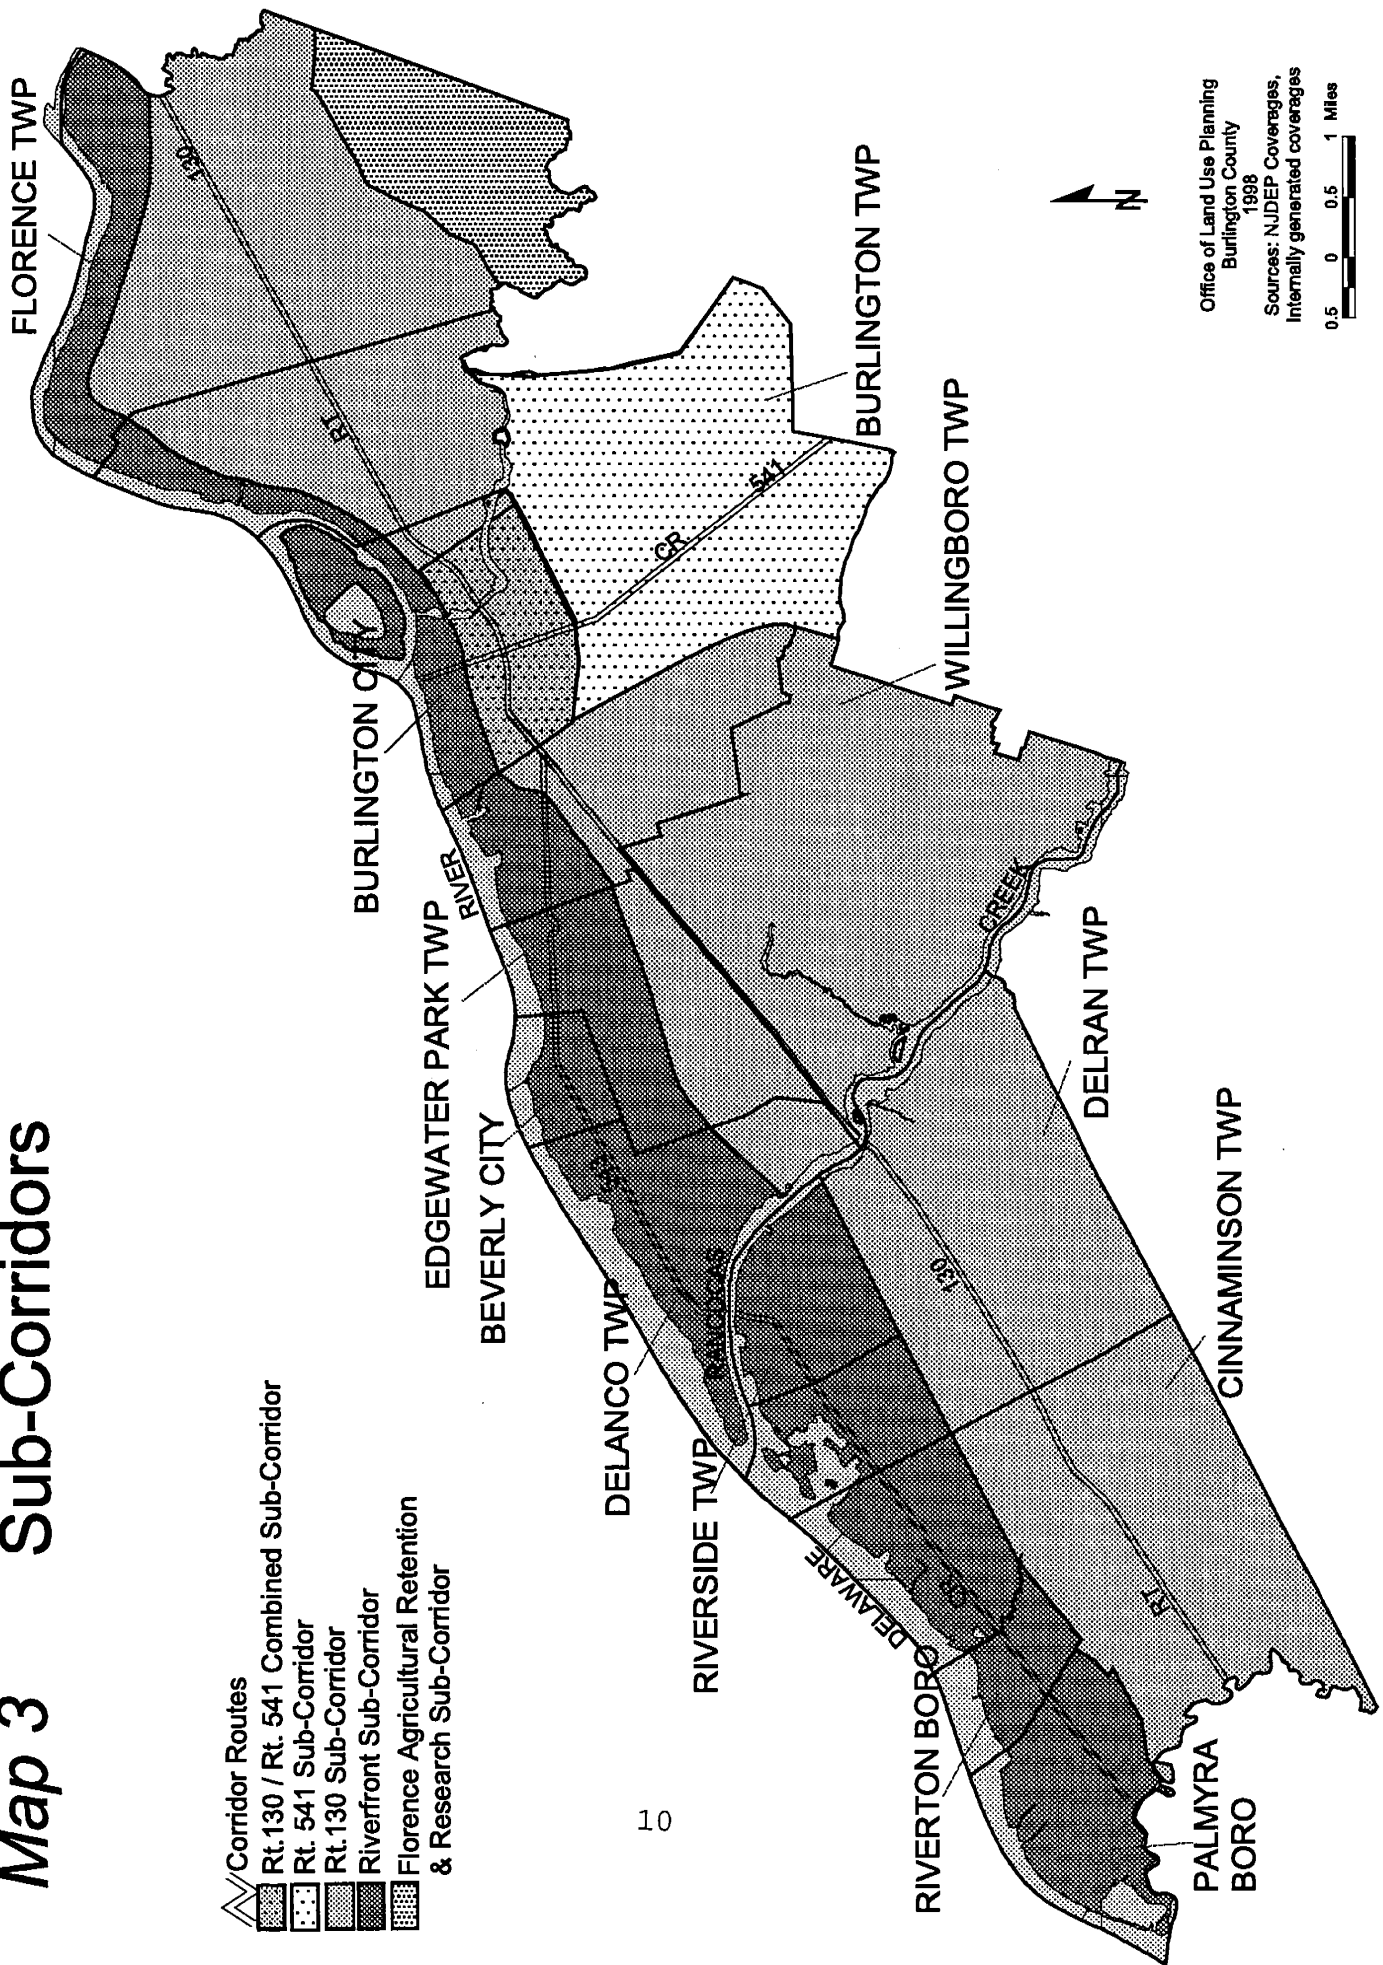 Map 3 Sub-Corridors
Corridor Routes
Rt.130 / Rt. 541 Combined Sub-Corridor
Rt. 541 Sub-Corridor
Rt.130 Sub-Corridor
Riverfront Sub-Corridor
Florence Agricultural Retention
& Research Sub-Corridor
FLORENCE TWP
130
RT
BURLINGTON CITY
BURLINGTON TWP
CR
541
RIVER
EDGEWATER PARK TWP
WILLINGBORO TWP
BEVERLY CITY
CREEK
DELANCO TWP
RANCOCAS
DELRAN TWP
RIVERSIDE TWP
130
CINNAMINSON TWP
DELAWARE
CR
RT
RIVERTON BORO
PALMYRA
BORO
N
Office of Land Use Planning
Burlington County
1998
Sources: NJDEP Coverages,
Internally generated coverages
0.5 0 0.5 1 Miles
10